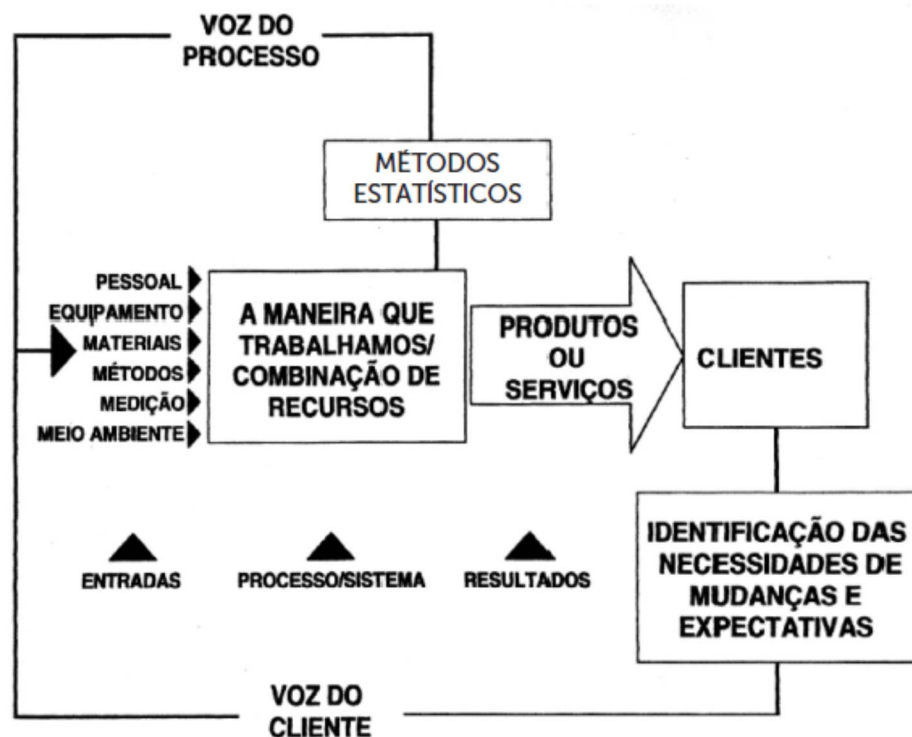 VOZ DO
PROCESSO
MÉTODOS
ESTATÍSTICOS
PESSOAL
EQUIPAMENTO
MATERIAIS
MÉTODOS
MEDIÇÃO
MEIO AMBIENTE
A MANEIRA QUE
TRABALHAMOS/
COMBINAÇÃO DE
RECURSOS
PRODUTOS
OU
SERVIÇOS
CLIENTES
IDENTIFICAÇÃO DAS
NECESSIDADES DE
MUDANÇAS E
EXPECTATIVAS
ENTRADAS
PROCESSO/SISTEMA
RESULTADOS
VOZ DO
CLIENTE